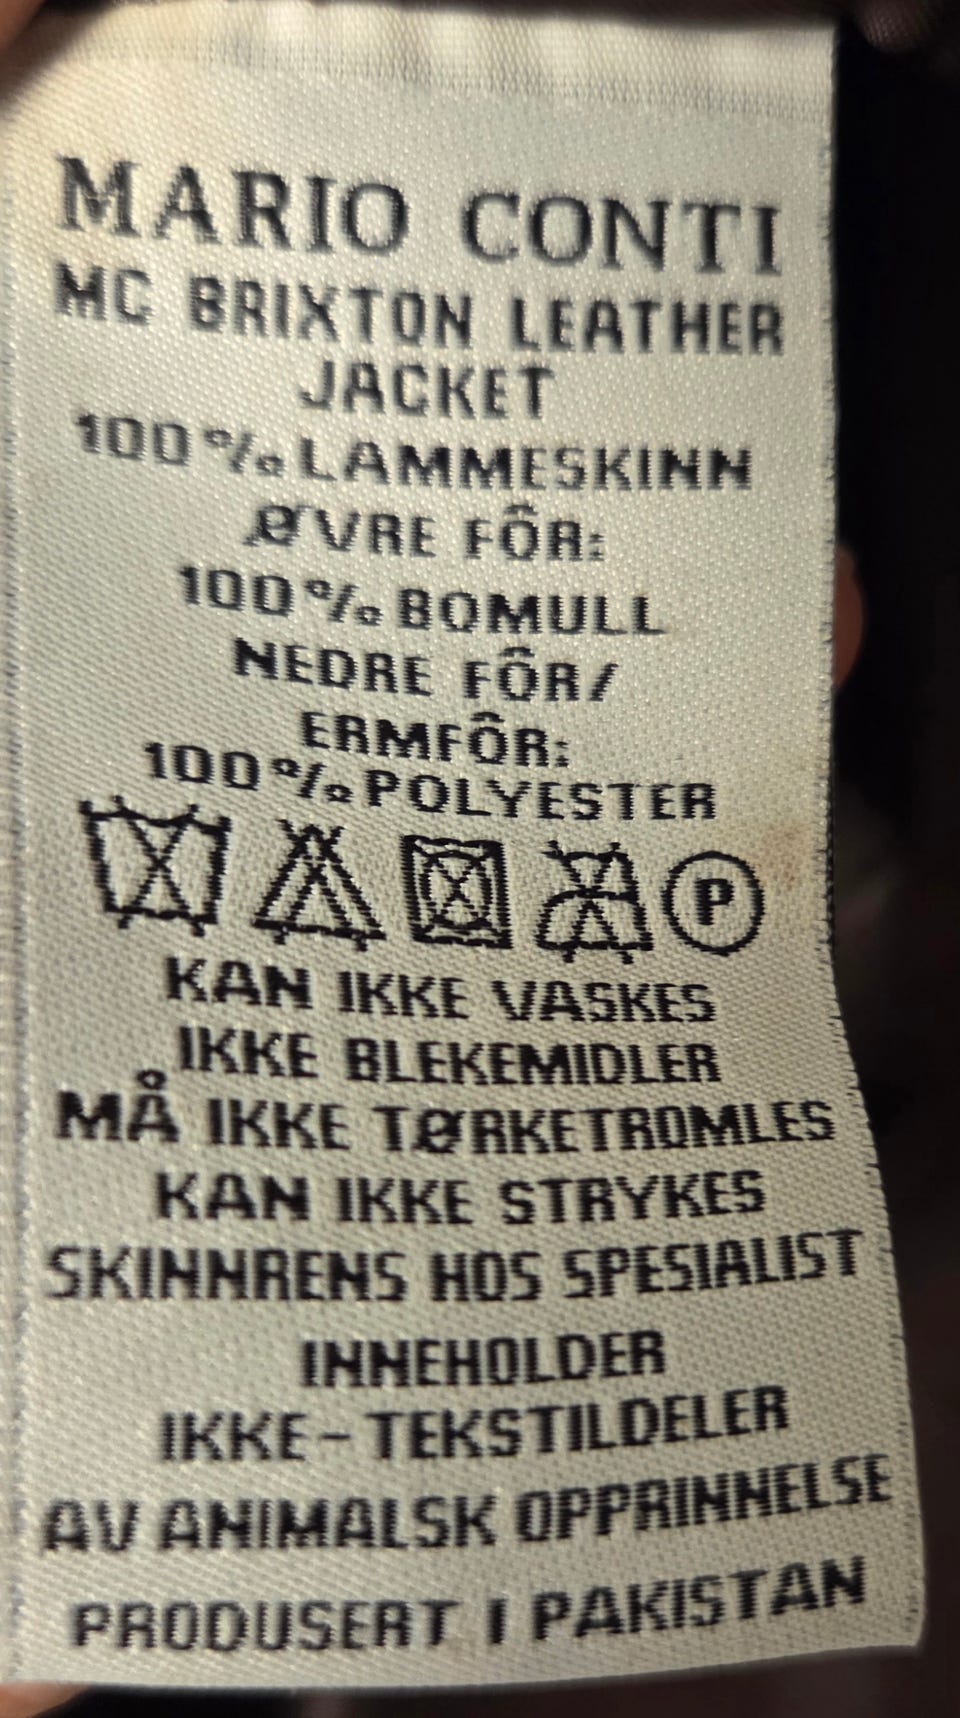 MARIO CONTI
MC BRIXTON LEATHER
JACKET
100% LAMMESKINN
ØVRE FÔR:
100% BOMULL
NEDRE FÔR/
ERMFÔR:
100% POLYESTER
P
KAN IKKE VASKES
IKKE BLEKEMIDLER
MÅ IKKE TØRKETROMLES
KAN IKKE STRYKES
SKINNRENS HOS SPESIALIST
INNEHOLDER
IKKE-TEKSTILDELER
AV ANIMALSK OPPRINNELSE
PRODUSERT I PAKISTAN